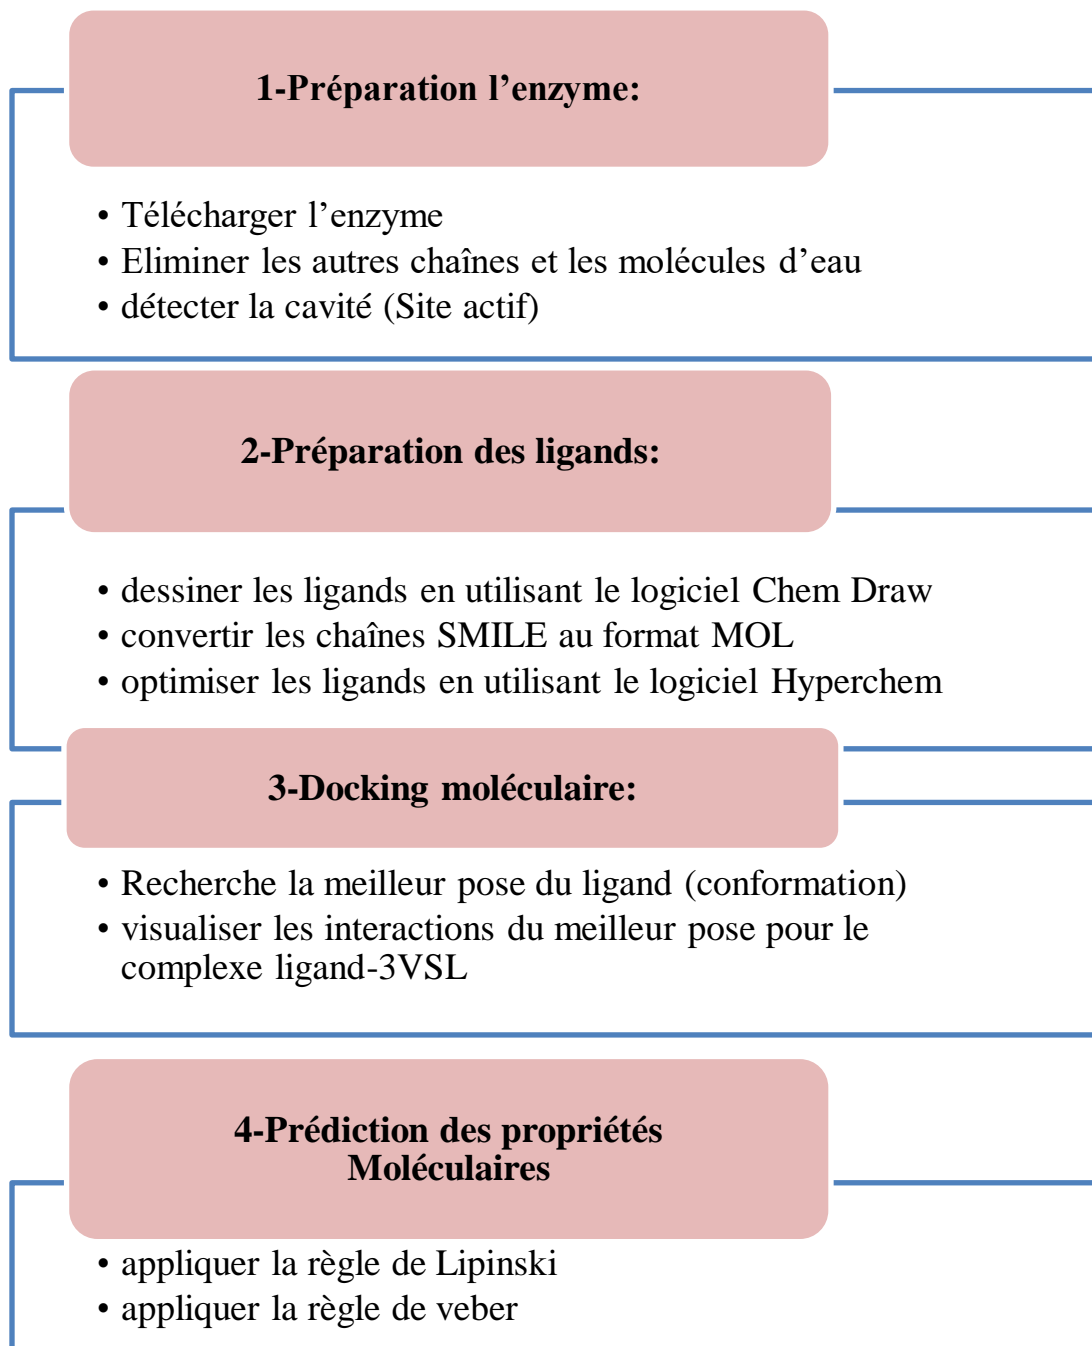 1-Préparation l’enzyme:
• Télécharger l’enzyme
• Eliminer les autres chaînes et les molécules d’eau
• détecter la cavité (Site actif)
2-Préparation des ligands:
• dessiner les ligands en utilisant le logiciel Chem Draw
• convertir les chaînes SMILE au format MOL
• optimiser les ligands en utilisant le logiciel Hyperchem
3-Docking moléculaire:
• Recherche la meilleur pose du ligand (conformation)
• visualiser les interactions du meilleur pose pour le
complexe ligand-3VSL
4-Prédiction des propriétés
Moléculaires
• appliquer la règle de Lipinski
• appliquer la règle de veber